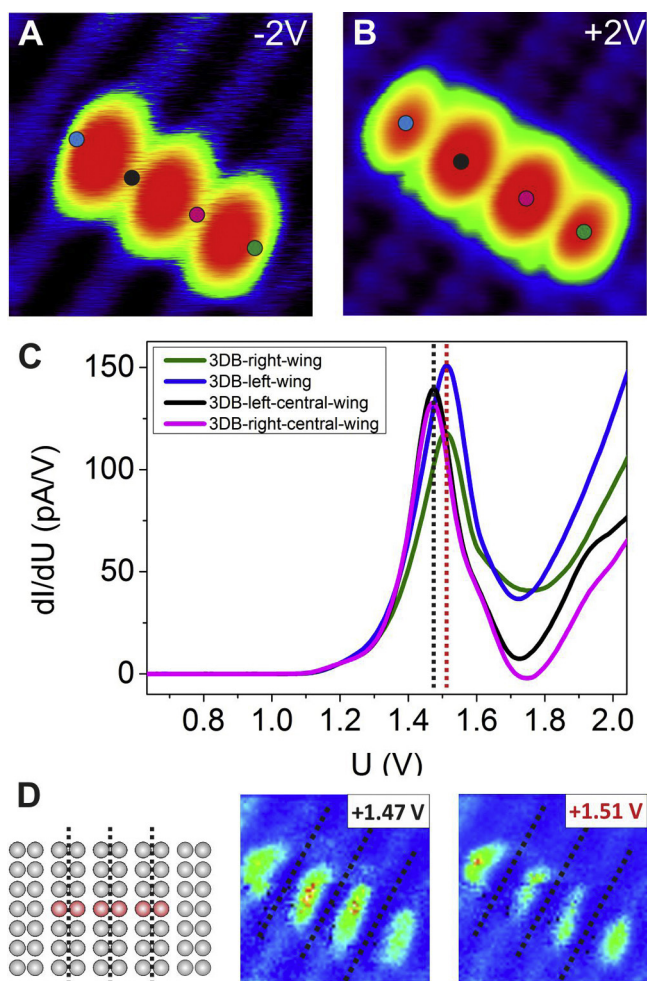 A
-2V
B
+2V
C
150
100
50
0
dI/dU (pA/V)
3DB-right-wing
3DB-left-wing
3DB-left-central-wing
3DB-right-central-wing
0.8 1.0 1.2 1.4 1.6 1.8 2.0
U (V)
D
+1.47 V
+1.51 V